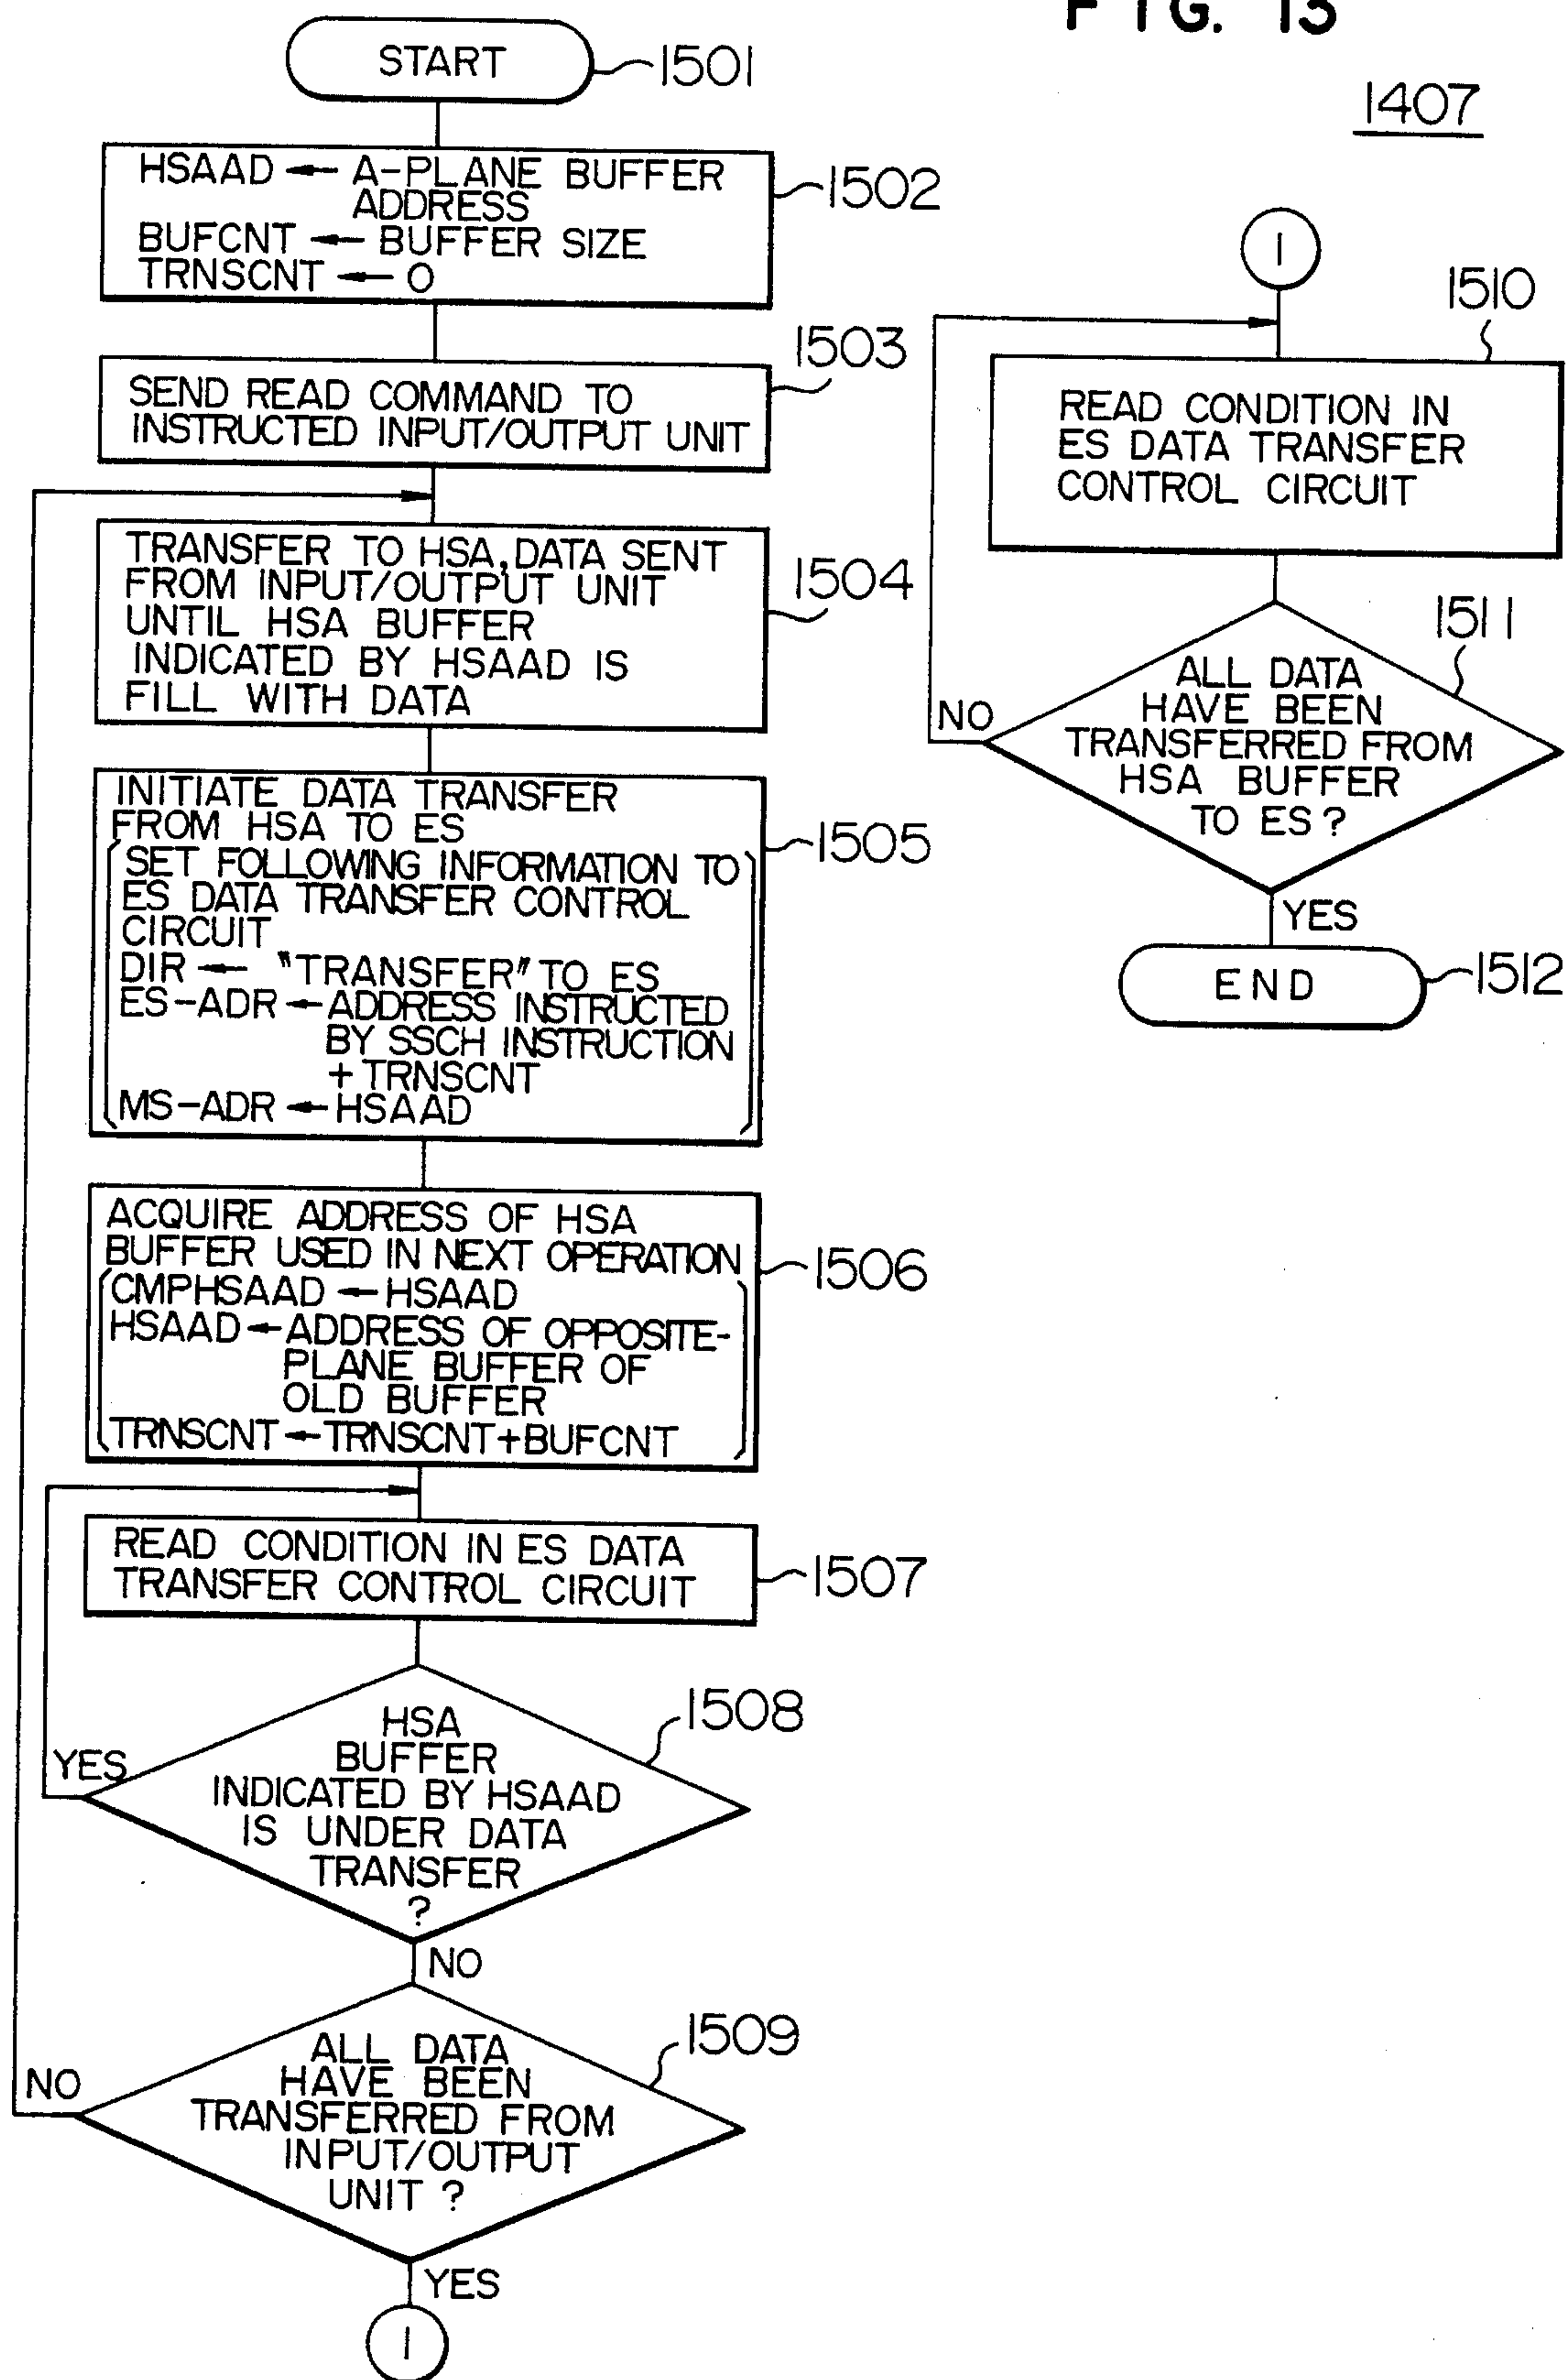 FIG. 13
1407
START
1501
HSAAD ← A-PLANE BUFFER
ADDRESS
BUFCNT ← BUFFER SIZE
TRNSCNT ← 0
1502
SEND READ COMMAND TO
INSTRUCTED INPUT/OUTPUT UNIT
1503
TRANSFER TO HSA, DATA SENT
FROM INPUT/OUTPUT UNIT
UNTIL HSA BUFFER
INDICATED BY HSAAD IS
FILL WITH DATA
1504
INITIATE DATA TRANSFER
FROM HSA TO ES
SET FOLLOWING INFORMATION TO
ES DATA TRANSFER CONTROL
CIRCUIT
DIR ← "TRANSFER" TO ES
ES-ADR ← ADDRESS INSTRUCTED
BY SSCH INSTRUCTION
+ TRNSCNT
MS-ADR ← HSAAD
1505
ACQUIRE ADDRESS OF HSA
BUFFER USED IN NEXT OPERATION
CMPHSAAD ← HSAAD
HSAAD ← ADDRESS OF OPPOSITE-
PLANE BUFFER OF
OLD BUFFER
TRNSCNT ← TRNSCNT+BUFCNT
1506
READ CONDITION IN ES DATA
TRANSFER CONTROL CIRCUIT
1507
HSA
BUFFER
INDICATED BY HSAAD
IS UNDER DATA
TRANSFER
?
1508
YES
NO
ALL DATA
HAVE BEEN
TRANSFERRED FROM
INPUT/OUTPUT
UNIT ?
1509
NO
YES
1
1
READ CONDITION IN
ES DATA TRANSFER
CONTROL CIRCUIT
1510
ALL DATA
HAVE BEEN
TRANSFERRED FROM
HSA BUFFER
TO ES ?
1511
NO
YES
END
1512